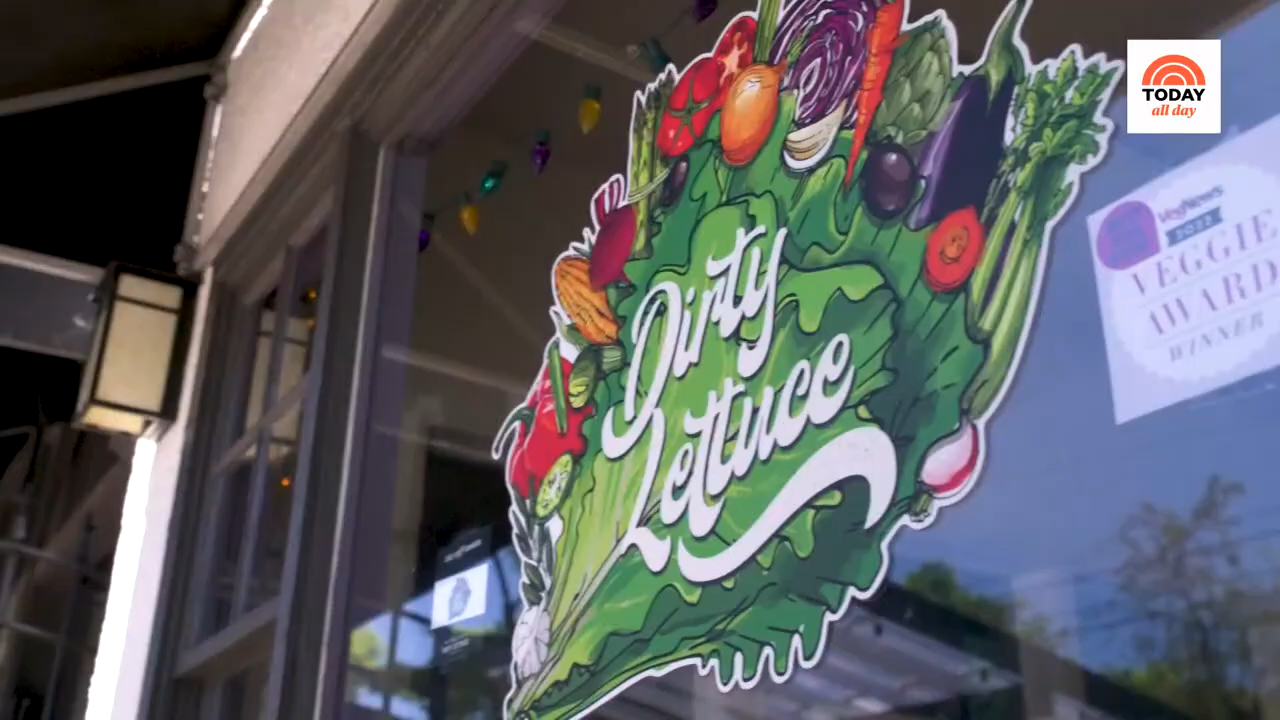 TODAY
all day
Dirty
Lettuce
VegNews
2022
VEGGIE
AWARD
WINNER